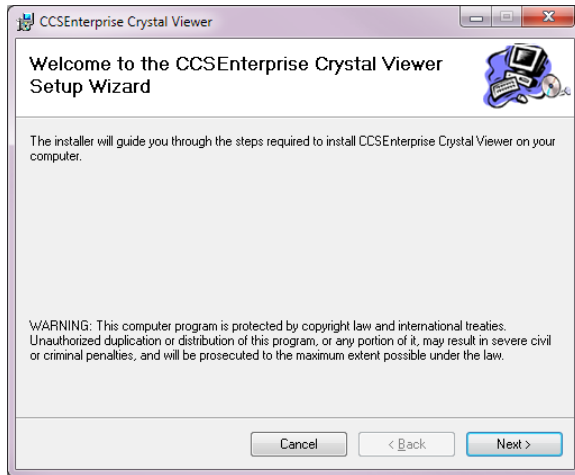 CCSEnterprise Crystal Viewer
Welcome to the CCSEnterprise Crystal Viewer
Setup Wizard
The installer will guide you through the steps required to install CCSEnterprise Crystal Viewer on your
computer.
WARNING: This computer program is protected by copyright law and international treaties.
Unauthorized duplication or distribution of this program, or any portion of it, may result in severe civil
or criminal penalties, and will be prosecuted to the maximum extent possible under the law.
Cancel < Back Next >